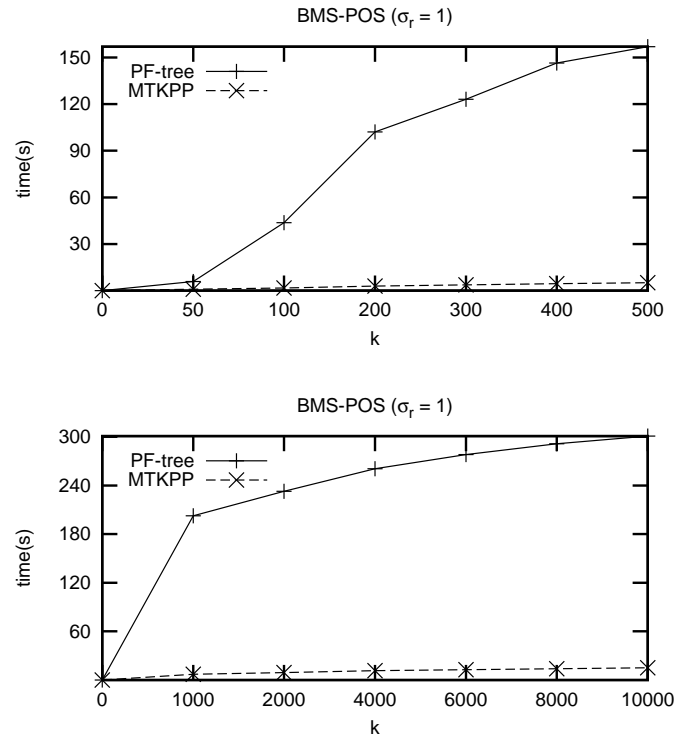 BMS-POS (σr = 1)
150
120
90
60
30
time(s)
PF-tree
MTKPP
0 50 100 200 300 400 500
k
BMS-POS (σr = 1)
300
240
180
120
60
time(s)
PF-tree
MTKPP
0 1000 2000 4000 6000 8000 10000
k